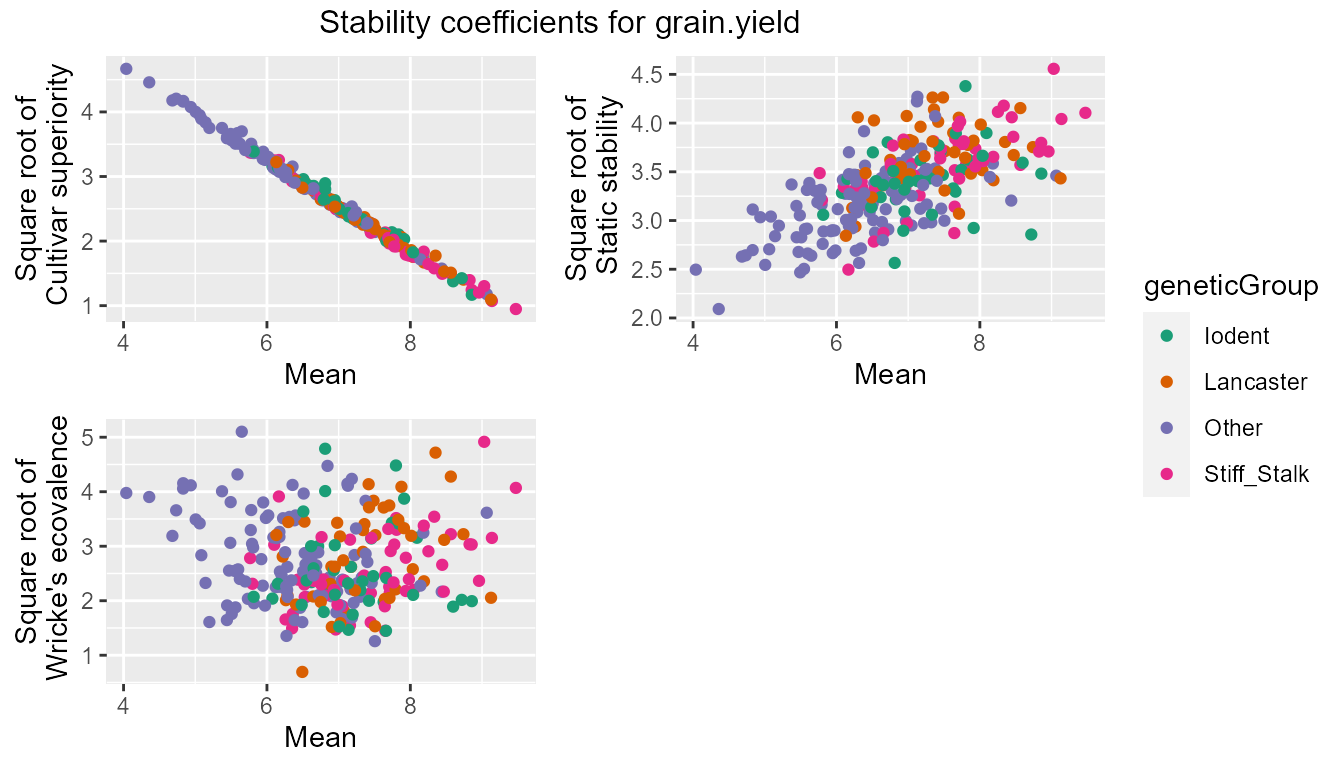 Stability coefficients for grain.yield
Square root of
Cultivar superiority
4
3
2
1
4
6
8
Mean
Square root of
Static stability
4.5
4.0
3.5
3.0
2.5
2.0
4
6
8
Mean
Square root of
Wricke's ecovalence
5
4
3
2
1
4
6
8
Mean
geneticGroup
Iodent
Lancaster
Other
Stiff_Stalk